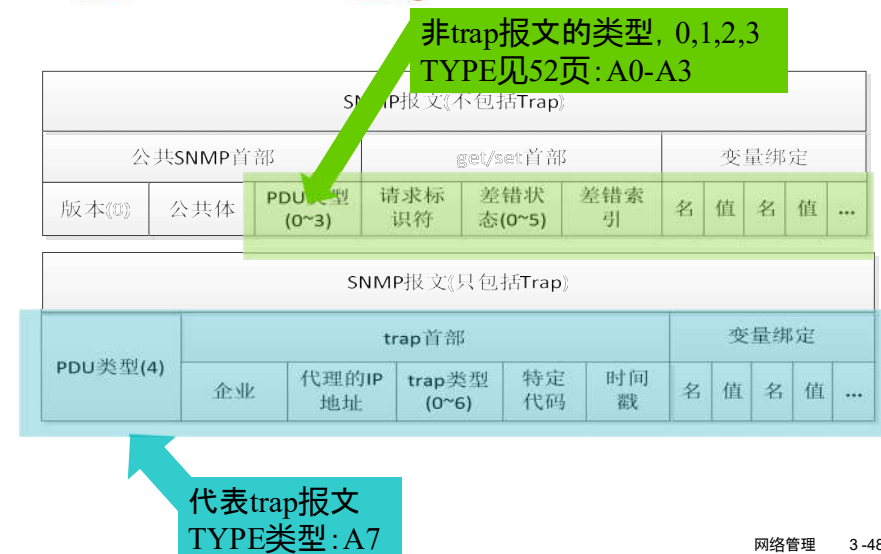 非trap报文的类型，0,1,2,3
TYPE见52页：A0-A3
SNMP报文(不包括Trap)
公共SNMP首部 get/set首部 变量绑定
版本(0) 公共体 PDU类型(0~3) 请求标识符 差错状态(0~5) 差错索引 名 值 名 值 ...
SNMP报文(只包括Trap)
PDU类型(4) trap首部 变量绑定
企业 代理的IP地址 trap类型(0~6) 特定代码 时间戳 名 值 名 值 ...
代表trap报文
TYPE类型：A7
网络管理 3-48